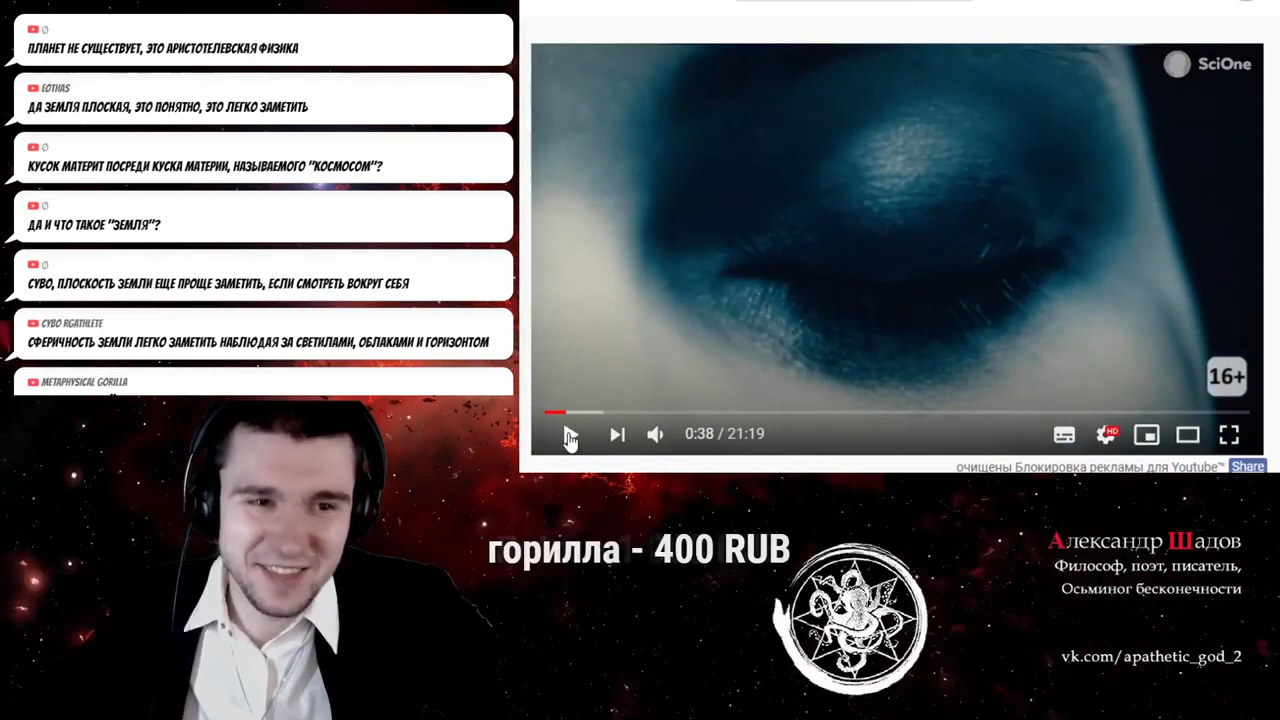 Ø
ПЛАНЕТ НЕ СУЩЕСТВУЕТ, ЭТО АРИСТОТЕЛЕВСКАЯ ФИЗИКА
EOTHAS
ДА ЗЕМЛЯ ПЛОСКАЯ, ЭТО ПОНЯТНО, ЭТО ЛЕГКО ЗАМЕТИТЬ
Ø
КУСОК МАТЕРИТ ПОСРЕДИ КУСКА МАТЕРИИ, НАЗЫВАЕМОГО "КОСМОСОМ"?
Ø
ДА И ЧТО ТАКОЕ "ЗЕМЛЯ"?
Ø
CYBO, ПЛОСКОСТЬ ЗЕМЛИ ЕЩЕ ПРОЩЕ ЗАМЕТИТЬ, ЕСЛИ СМОТРЕТЬ ВОКРУГ СЕБЯ
CYBO RGATHLETE
СФЕРИЧНОСТЬ ЗЕМЛИ ЛЕГКО ЗАМЕТИТЬ НАБЛЮДАЯ ЗА СВЕТИЛАМИ, ОБЛАКАМИ И ГОРИЗОНТОМ
METAPHYSICAL GORILLA
SciOne
16+
0:38 / 21:19
HD
очищены Блокировка рекламы для Youtube™ Share
горилла - 400 RUB
Александр Шадов
Философ, поэт, писатель,
Осьминог бесконечности
vk.com/apathetic_god_2